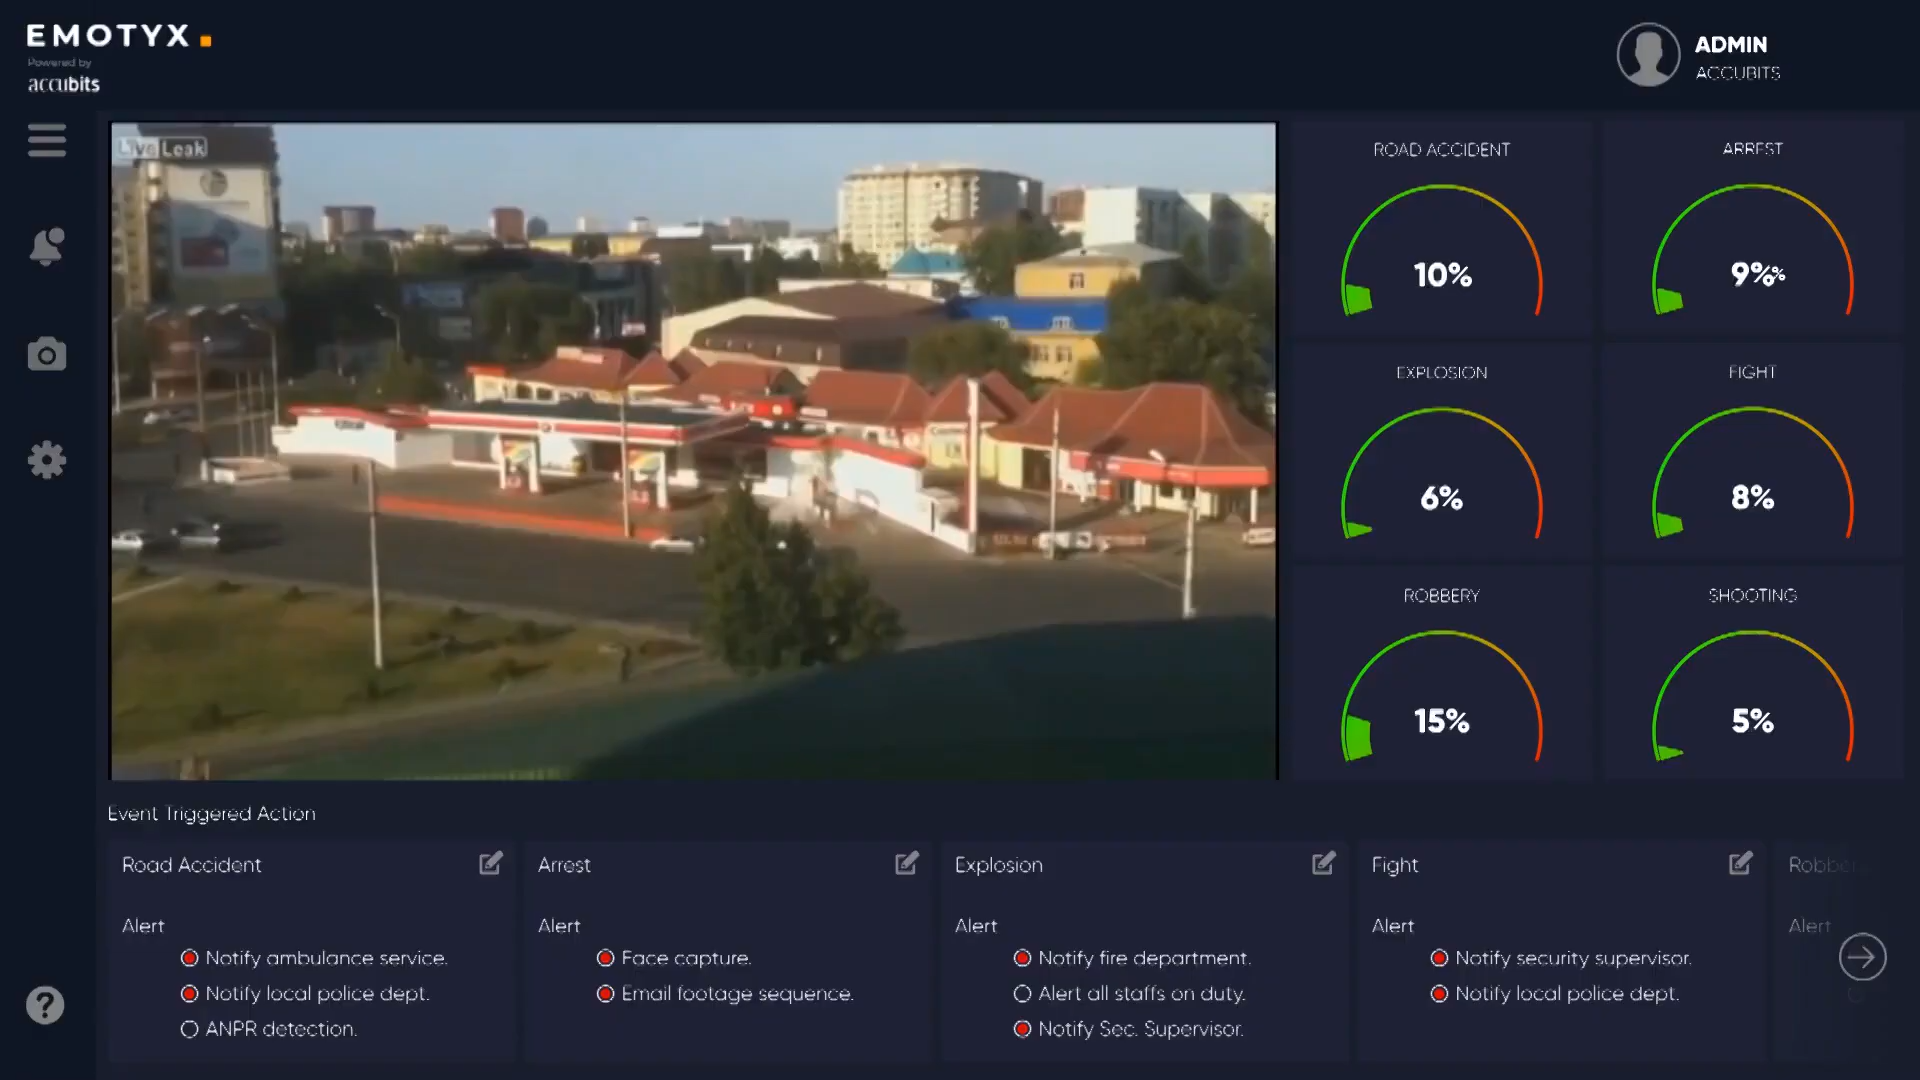 EMOTYX
Powered by
accubits
ADMIN
ACCUBITS
LiveLeak
ROAD ACCIDENT
10%
ARREST
9%%
EXPLOSION
6%
FIGHT
8%
ROBBERY
15%
SHOOTING
5%
Event Triggered Action
Road Accident
Alert
Notify ambulance service.
Notify local police dept.
ANPR detection.
Arrest
Alert
Face capture.
Email footage sequence.
Explosion
Alert
Notify fire department.
Alert all staffs on duty.
Notify Sec. Supervisor.
Fight
Alert
Notify security supervisor.
Notify local police dept.
Robbe
Alert
?